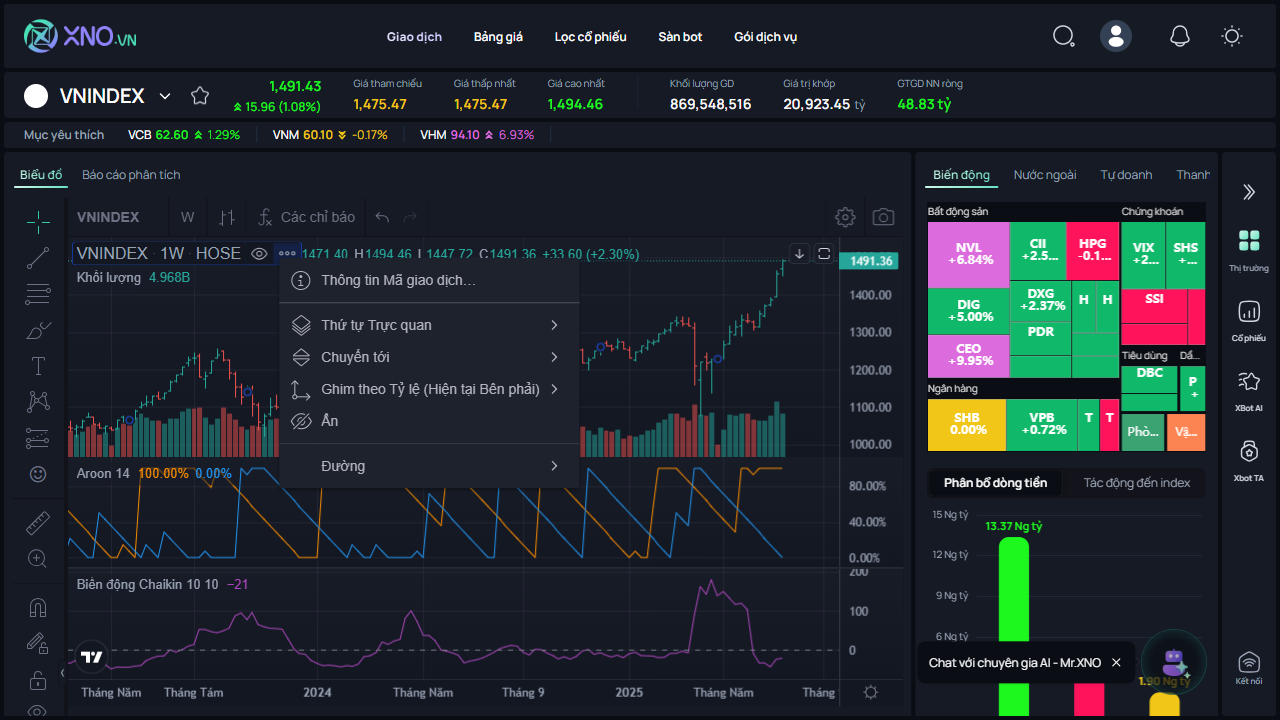 XNO.VN
Giao dịch
Bảng giá
Lọc cổ phiếu
Sàn bot
Gói dịch vụ
VNINDEX
1,491.43
15.96 (1.08%)
Giá tham chiếu
1,475.47
Giá thấp nhất
1,475.47
Giá cao nhất
1,494.46
Khối lượng GD
869,548,516
Giá trị khớp
20,923.45 tỷ
GTGD NN ròng
48.83 tỷ
Mục yêu thích
VCB 62.60 1.29%
VNM 60.10 -0.17%
VHM 94.10 6.93%
Biểu đồ
Báo cáo phân tích
VNINDEX
W
Các chỉ báo
VNINDEX · 1W · HOSE
1471.40 H1494.46 L1447.72 C1491.36 +33.60 (+2.30%)
Khối lượng 4.968B
Thông tin Mã giao dịch...
Thứ tự Trực quan
Chuyển tới
Ghim theo Tỷ lệ (Hiện tại Bên phải)
Ẩn
Đường
1491.36
1400.00
1300.00
1200.00
1100.00
1000.00
Aroon 14 100.00% 0.00%
80.00%
40.00%
0.00%
Biên động Chaikin 10 10 −21
200
100
0
Tháng Năm
Tháng Tám
2024
Tháng Năm
Tháng 9
2025
Tháng Năm
Tháng
Biến động
Nước ngoài
Tự doanh
Thanh
Bất động sản
NVL
+6.84%
CII
+2.5...
HPG
-0.1...
DIG
+5.00%
DXG
+2.37%
H
H
PDR
CEO
+9.95%
Chứng khoán
VIX
+2...
SHS
+...
SSI
Tiêu dùng
Dầ...
DBC
P
+
Phò...
Vậ...
Ngân hàng
SHB
0.00%
VPB
+0.72%
T
T
Phân bổ dòng tiền
Tác động đến index
15 Ng tỷ
12 Ng tỷ
9 Ng tỷ
6 Ng tỷ
13.37 Ng tỷ
1.90 Ng tỷ
Chat với chuyên gia AI - Mr.XNO
Thị trường
Cổ phiếu
XBot AI
Xbot TA
Kết nối